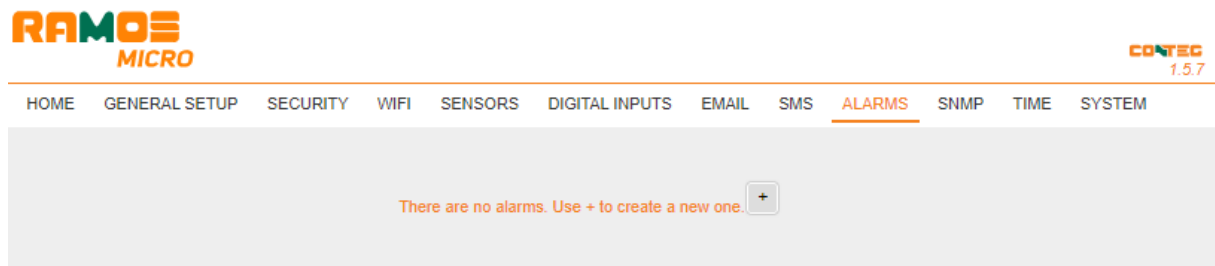 RAMOS
MICRO
CONTEG
1.5.7
HOME GENERAL SETUP SECURITY WIFI SENSORS DIGITAL INPUTS EMAIL SMS ALARMS SNMP TIME SYSTEM
There are no alarms. Use + to create a new one. +